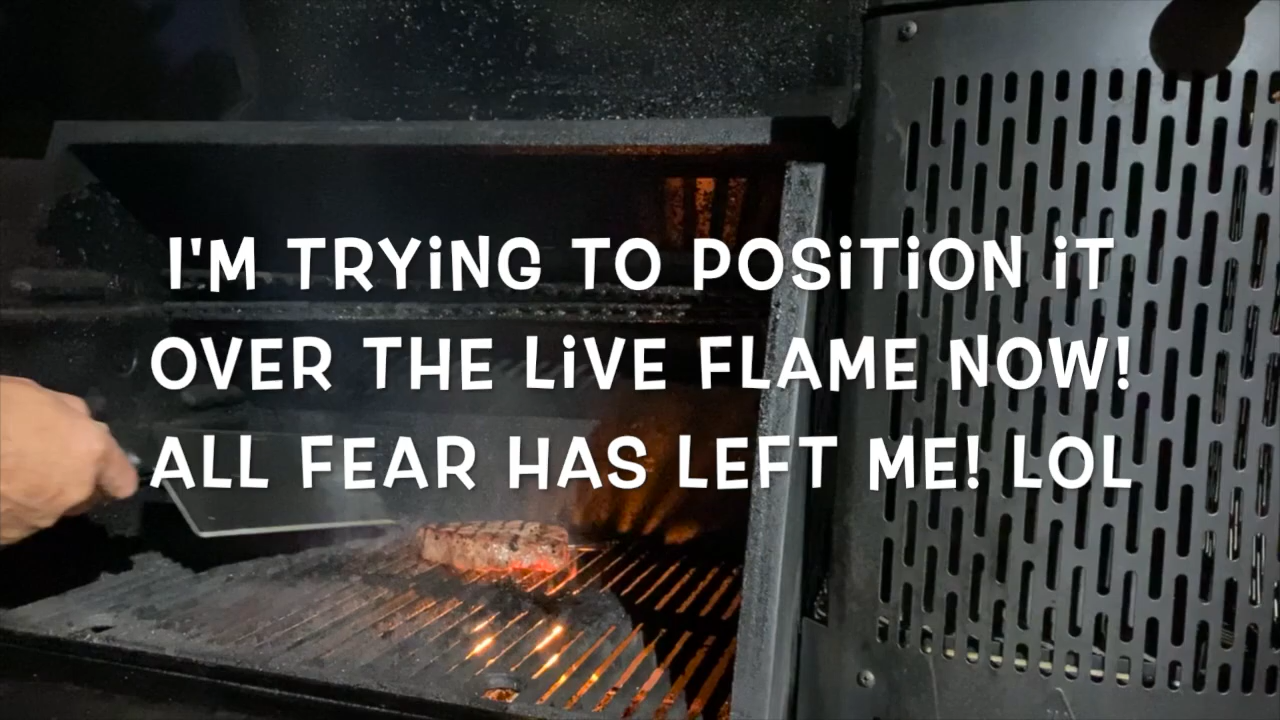 I'M TRYiNG TO POSiTiON iT
OVER THE LiVE FLAME NOW!
ALL FEAR HAS LEFT ME! LOL